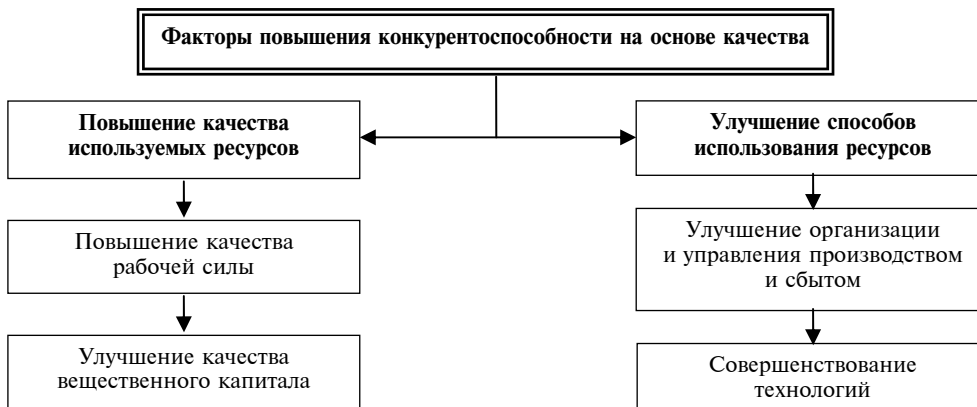 Факторы повышения конкурентоспособности на основе качества
Повышение качества
используемых ресурсов
Улучшение способов
использования ресурсов
Повышение качества
рабочей силы
Улучшение организации
и управления производством
и сбытом
Улучшение качества
вещественного капитала
Совершенствование
технологий